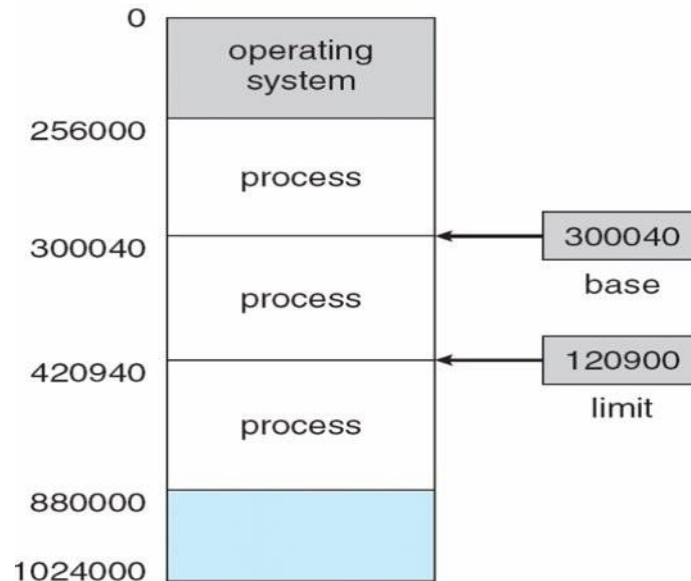 0
operating
system
256000
process
300040
300040
base
process
420940
120900
limit
process
880000
1024000